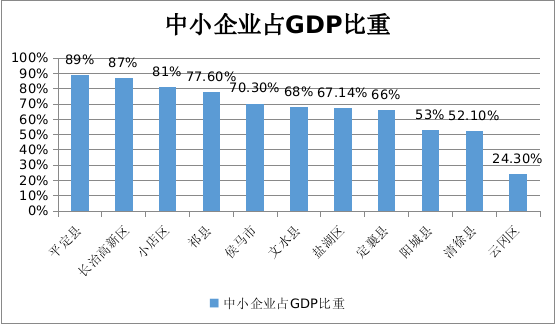 中小企业占GDP比重
100%
90%
80%
70%
60%
50%
40%
30%
20%
10%
0%
89%
87%
81%
77.60%
70.30%
68%
67.14%
66%
53%
52.10%
24.30%
平定县
长治高新区
小店区
祁县
侯马市
文水县
盐湖区
定襄县
阳城县
清徐县
云冈区
中小企业占GDP比重